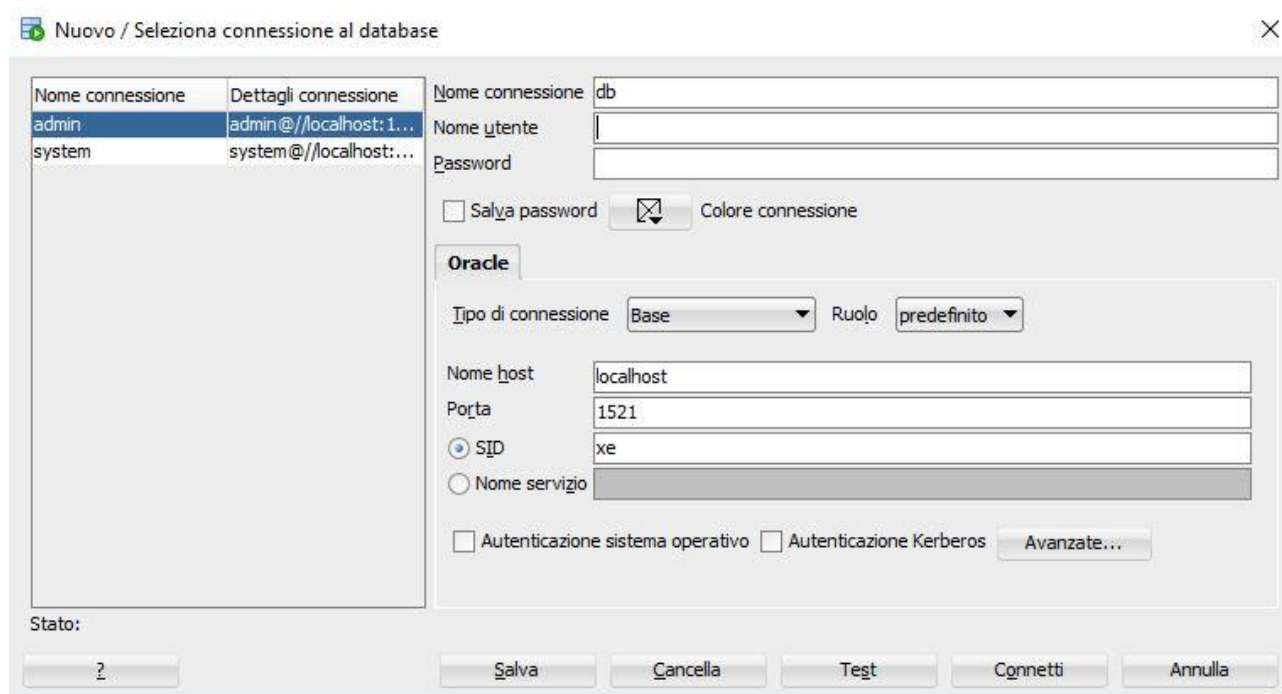 Nuovo / Seleziona connessione al database
Nome connessione Dettagli connessione
admin admin@//localhost:1...
system system@//localhost:...
Nome connessione db
Nome utente
Password
Salva password Colore connessione
Oracle
Tipo di connessione Base Ruolo predefinito
Nome host localhost
Porta 1521
SID xe
Nome servizio
Autenticazione sistema operativo Autenticazione Kerberos Avanzate...
Stato:
? Salva Cancella Test Connetti Annulla